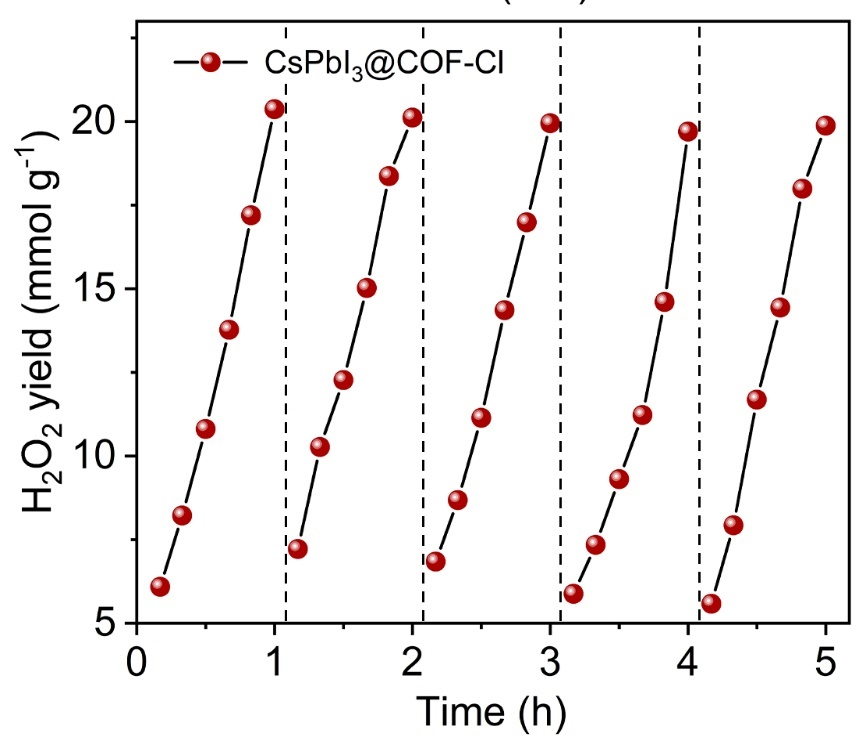 CsPbI₃@COF-Cl
H₂O₂ yield (mmol g⁻¹)
20
15
10
5
0 1 2 3 4 5
Time (h)